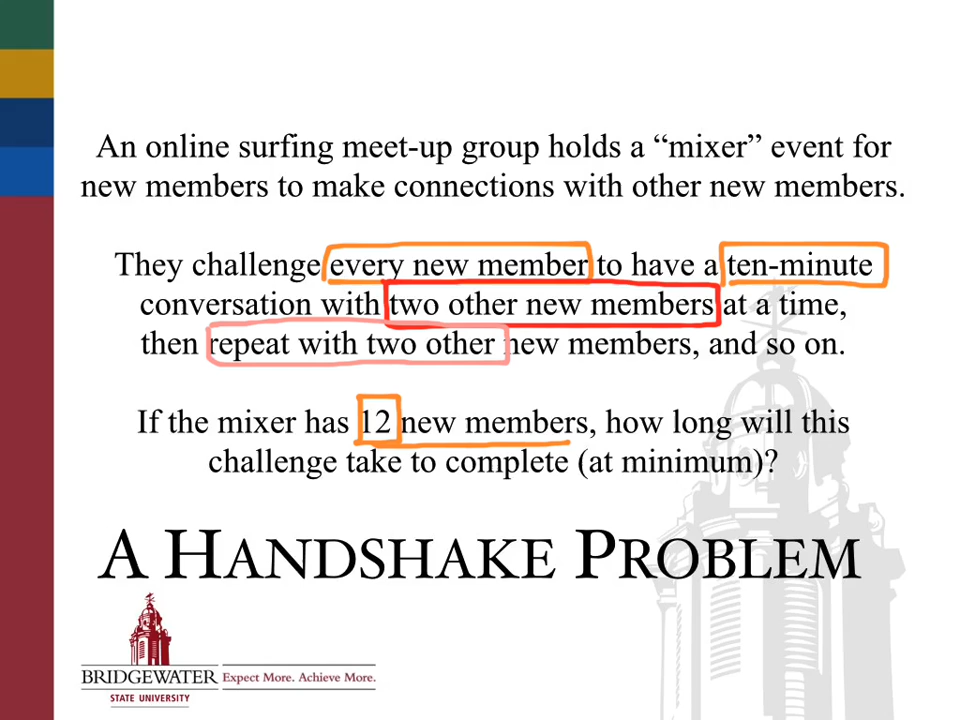 An online surfing meet-up group holds a “mixer” event for
new members to make connections with other new members.
They challenge every new member to have a ten-minute
conversation with two other new members at a time,
then repeat with two other new members, and so on.
If the mixer has 12 new members, how long will this
challenge take to complete (at minimum)?
A HANDSHAKE PROBLEM
BRIDGEWATER
STATE UNIVERSITY
Expect More. Achieve More.